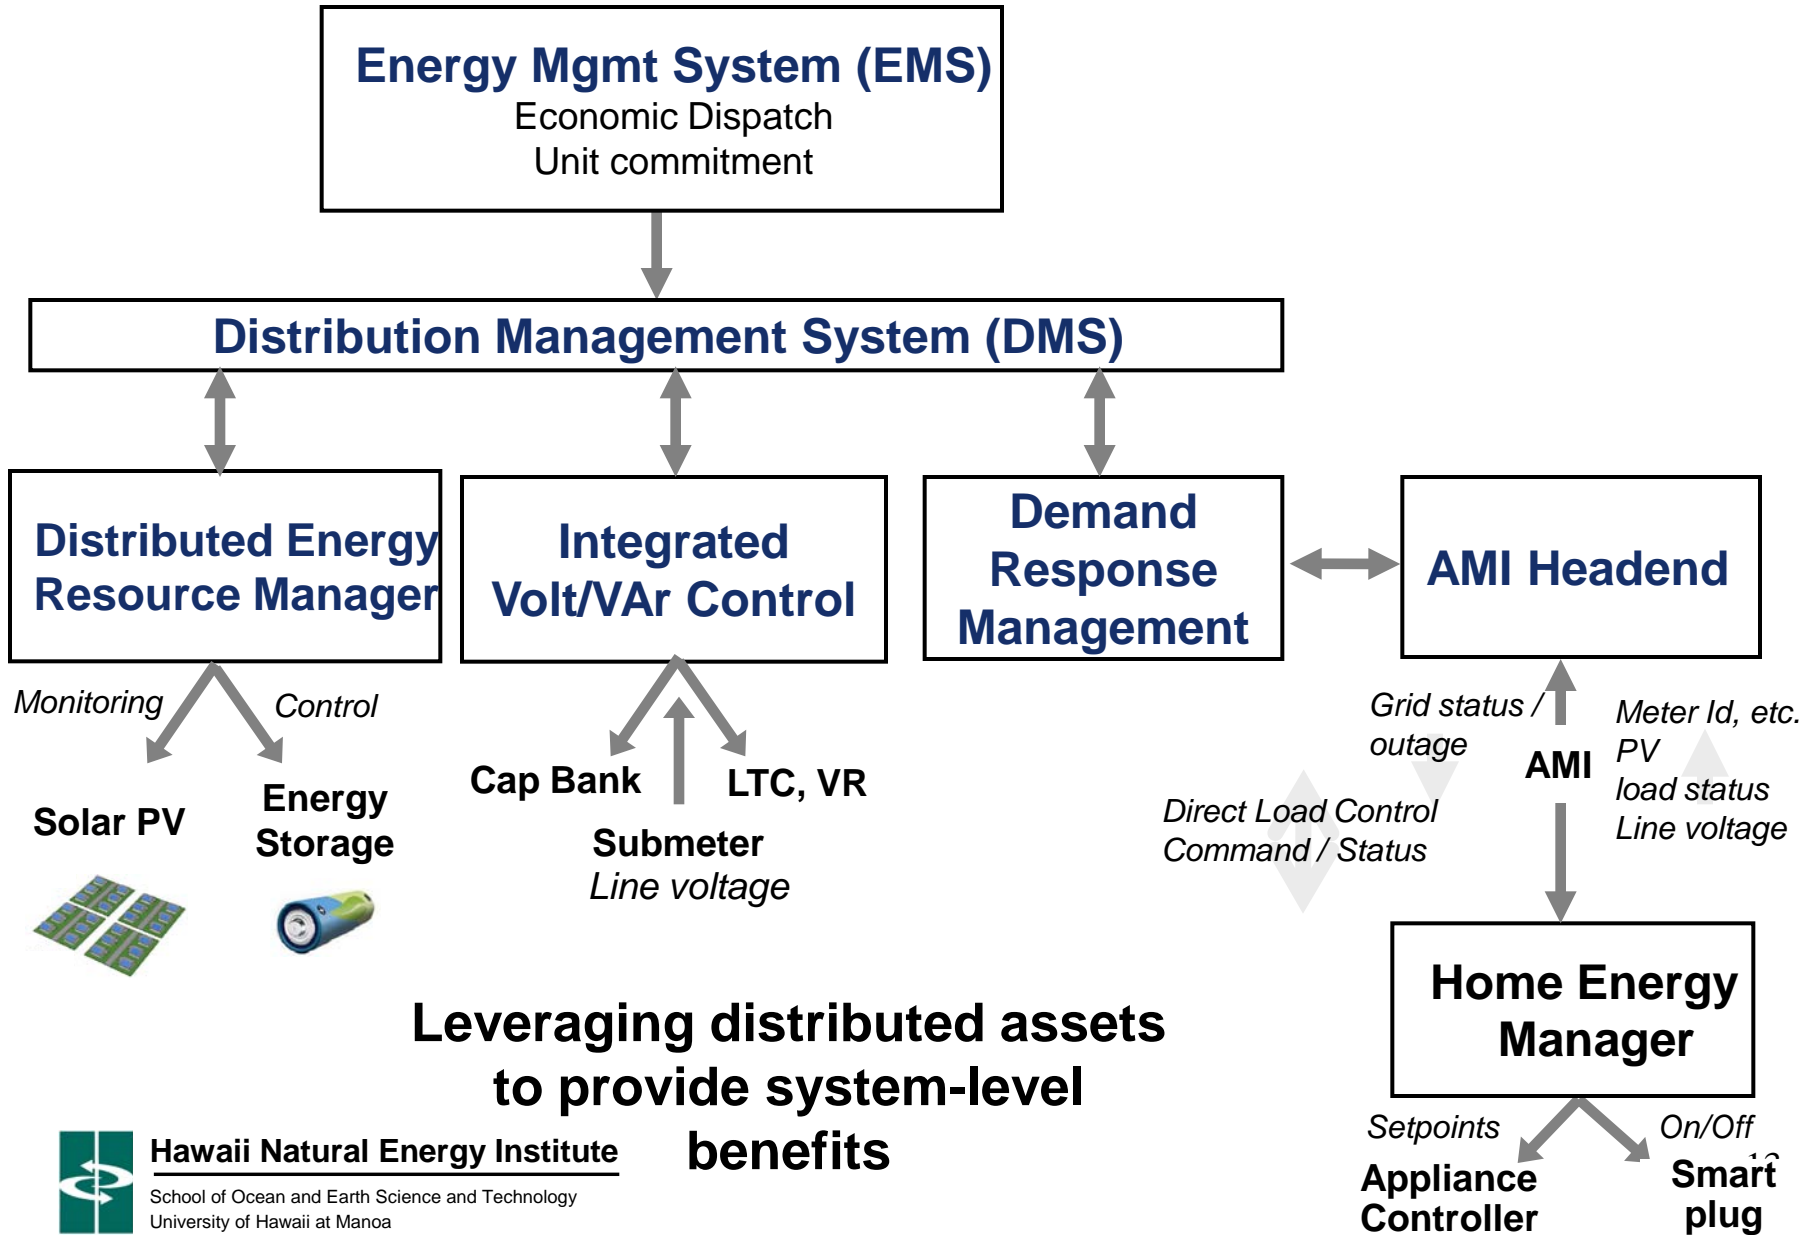 Energy Mgmt System (EMS)
Economic Dispatch
Unit commitment
Distribution Management System (DMS)
Distributed Energy
Resource Manager
Integrated
Volt/VAr Control
Demand
Response
Management
AMI Headend
Monitoring
Control
Solar PV
Energy
Storage
Cap Bank
LTC, VR
Submeter
Line voltage
Grid status /
outage
AMI
Meter Id, etc.
PV
load status
Line voltage
Direct Load Control
Command / Status
Home Energy
Manager
Setpoints
On/Off
Appliance
Controller
Smart
plug
Leveraging distributed assets
to provide system-level
benefits
Hawaii Natural Energy Institute
School of Ocean and Earth Science and Technology
University of Hawaii at Manoa